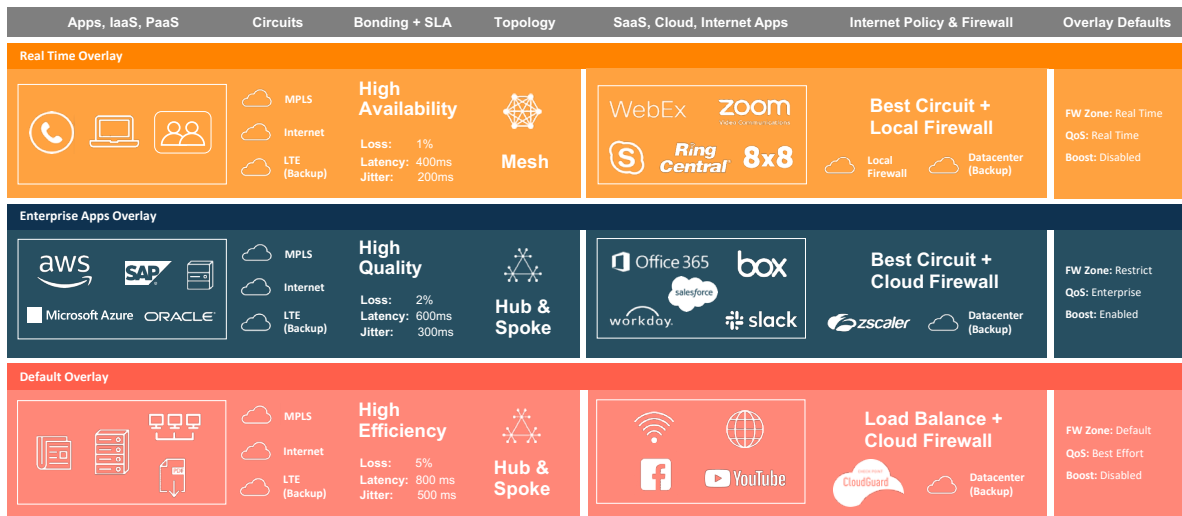 Apps, IaaS, PaaS
Circuits
Bonding + SLA
Topology
SaaS, Cloud, Internet Apps
Internet Policy & Firewall
Overlay Defaults
Real Time Overlay
MPLS
Internet
LTE
(Backup)
High
Availability
Loss: 1%
Latency: 400ms
Jitter: 200ms
Mesh
WebEx
zoom
S
Ring
Central
8x8
Best Circuit +
Local Firewall
Local
Firewall
Datacenter
(Backup)
FW Zone: Real Time
QoS: Real Time
Boost: Disabled
Enterprise Apps Overlay
aws
SAP
Microsoft Azure
ORACLE
MPLS
Internet
LTE
(Backup)
High
Quality
Loss: 2%
Latency: 600ms
Jitter: 300ms
Hub &
Spoke
Office 365
box
salesforce
workday.
slack
Best Circuit +
Cloud Firewall
zscaler
Datacenter
(Backup)
FW Zone: Restrict
QoS: Enterprise
Boost: Enabled
Default Overlay
PDF
MPLS
Internet
LTE
(Backup)
High
Efficiency
Loss: 5%
Latency: 800 ms
Jitter: 500 ms
Hub &
Spoke
f
YouTube
Load Balance +
Cloud Firewall
CloudGuard
Datacenter
(Backup)
FW Zone: Default
QoS: Best Effort
Boost: Disabled